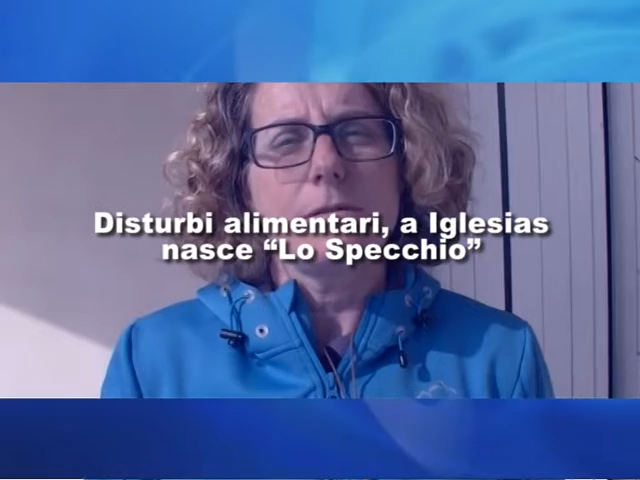 Disturbi alimentari, a Iglesias
nasce “Lo Specchio”